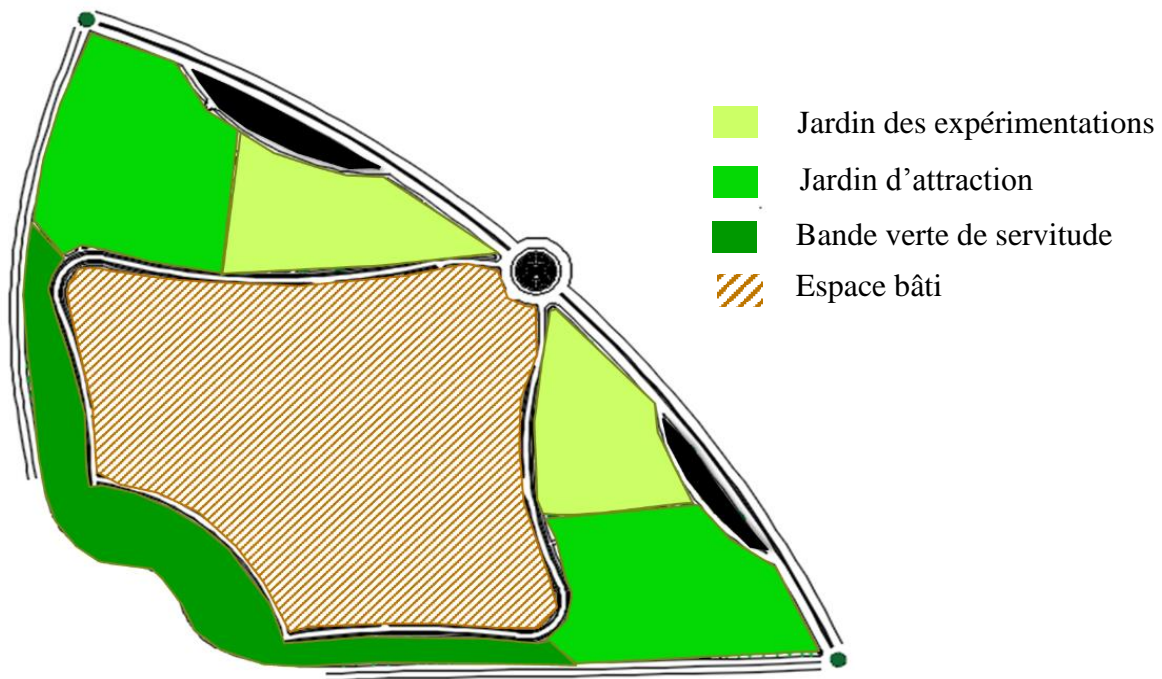 Jardin des expérimentations
Jardin d’attraction
Bande verte de servitude
Espace bâti